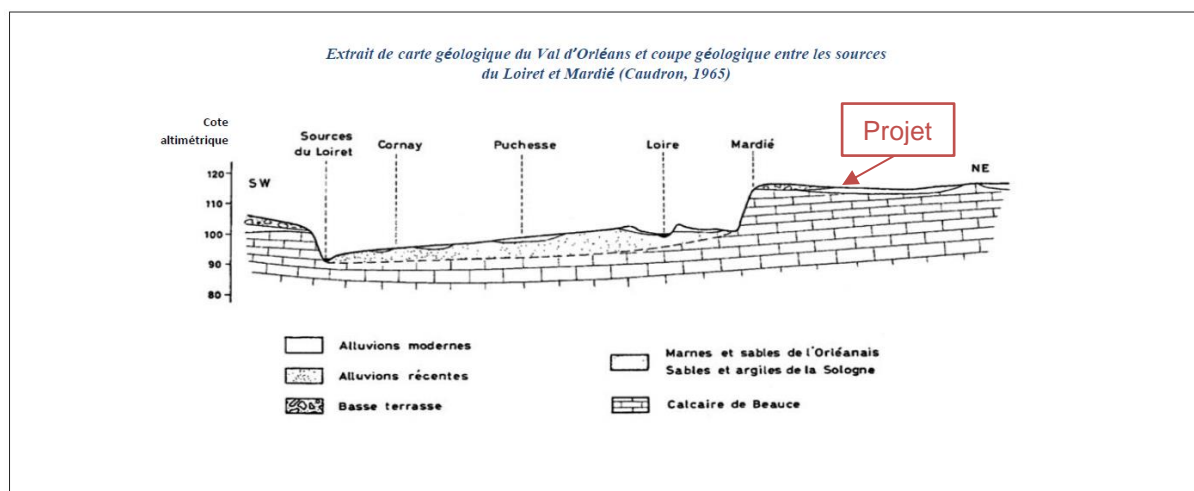 Extrait de carte géologique du Val d'Orléans et coupe géologique entre les sources
du Loiret et Mardié (Caudron, 1965)
Projet
Cote
altimétrique
Sources
du Loiret
Cornay
Puchesse
Loire
Mardié
SW
NE
120
110
100
90
80
Alluvions modernes
Alluvions récentes
Basse terrasse
Marnes et sables de l'Orléanais
Sables et argiles de la Sologne
Calcaire de Beauce